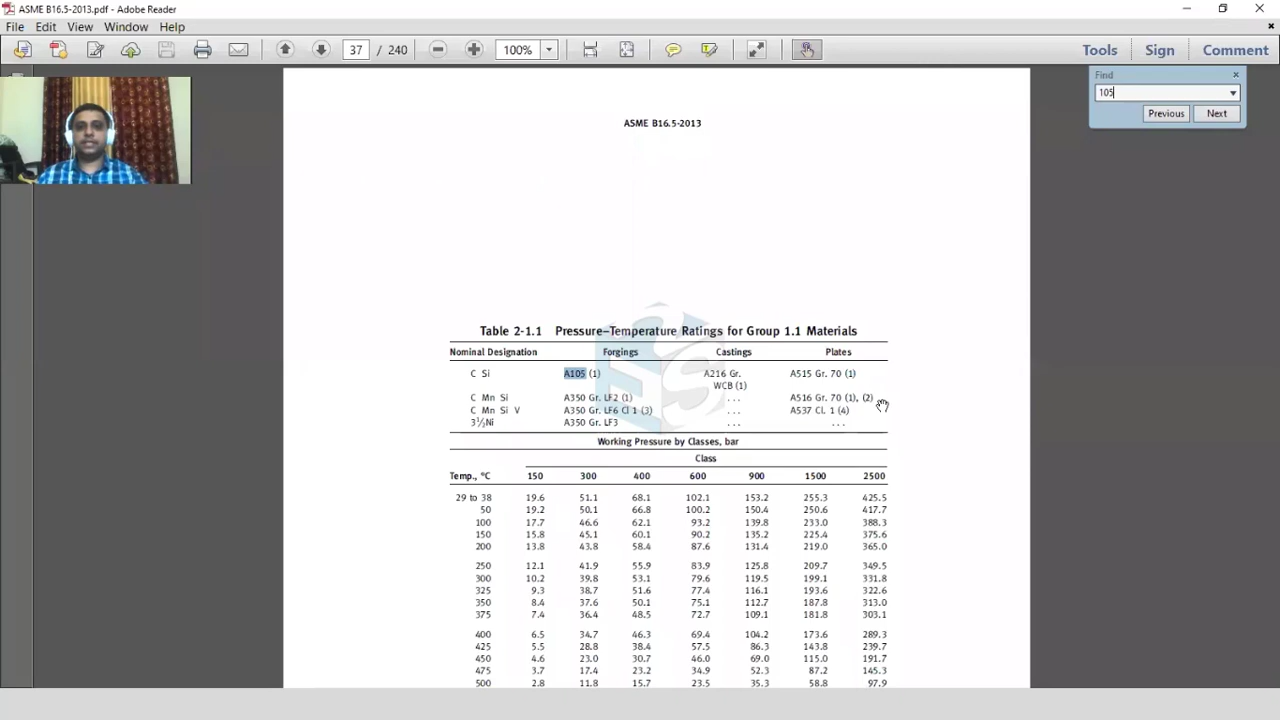 ASME B16.5-2013.pdf - Adobe Reader
File Edit View Window Help
37 / 240 100% Tools Sign Comment
Find
105
Previous Next
ASME B16.5-2013
Table 2-1.1 Pressure–Temperature Ratings for Group 1.1 Materials
Nominal Designation Forgings Castings Plates
C Si A105 (1) A216 Gr. A515 Gr. 70 (1)
WCB (1)
C Mn Si A350 Gr. LF2 (1) . . . A516 Gr. 70 (1), (2)
C Mn Si V A350 Gr. LF6 Cl 1 (3) . . . A537 Cl. 1 (4)
3½Ni A350 Gr. LF3 . . . . . .
Working Pressure by Classes, bar
Class
Temp., °C 150 300 400 600 900 1500 2500
29 to 38 19.6 51.1 68.1 102.1 153.2 255.3 425.5
50 19.2 50.1 66.8 100.2 150.4 250.6 417.7
100 17.7 46.6 62.1 93.2 139.8 233.0 388.3
150 15.8 45.1 60.1 90.2 135.2 225.4 375.6
200 13.8 43.8 58.4 87.6 131.4 219.0 365.0
250 12.1 41.9 55.9 83.9 125.8 209.7 349.5
300 10.2 39.8 53.1 79.6 119.5 199.1 331.8
325 9.3 38.7 51.6 77.4 116.1 193.6 322.6
350 8.4 37.6 50.1 75.1 112.7 187.8 313.0
375 7.4 36.4 48.5 72.7 109.1 181.8 303.1
400 6.5 34.7 46.3 69.4 104.2 173.6 289.3
425 5.5 28.8 38.4 57.5 86.3 143.8 239.7
450 4.6 23.0 30.7 46.0 69.0 115.0 191.7
475 3.7 17.4 23.2 34.9 52.3 87.2 145.3
500 2.8 11.8 15.7 23.5 35.3 58.8 97.9